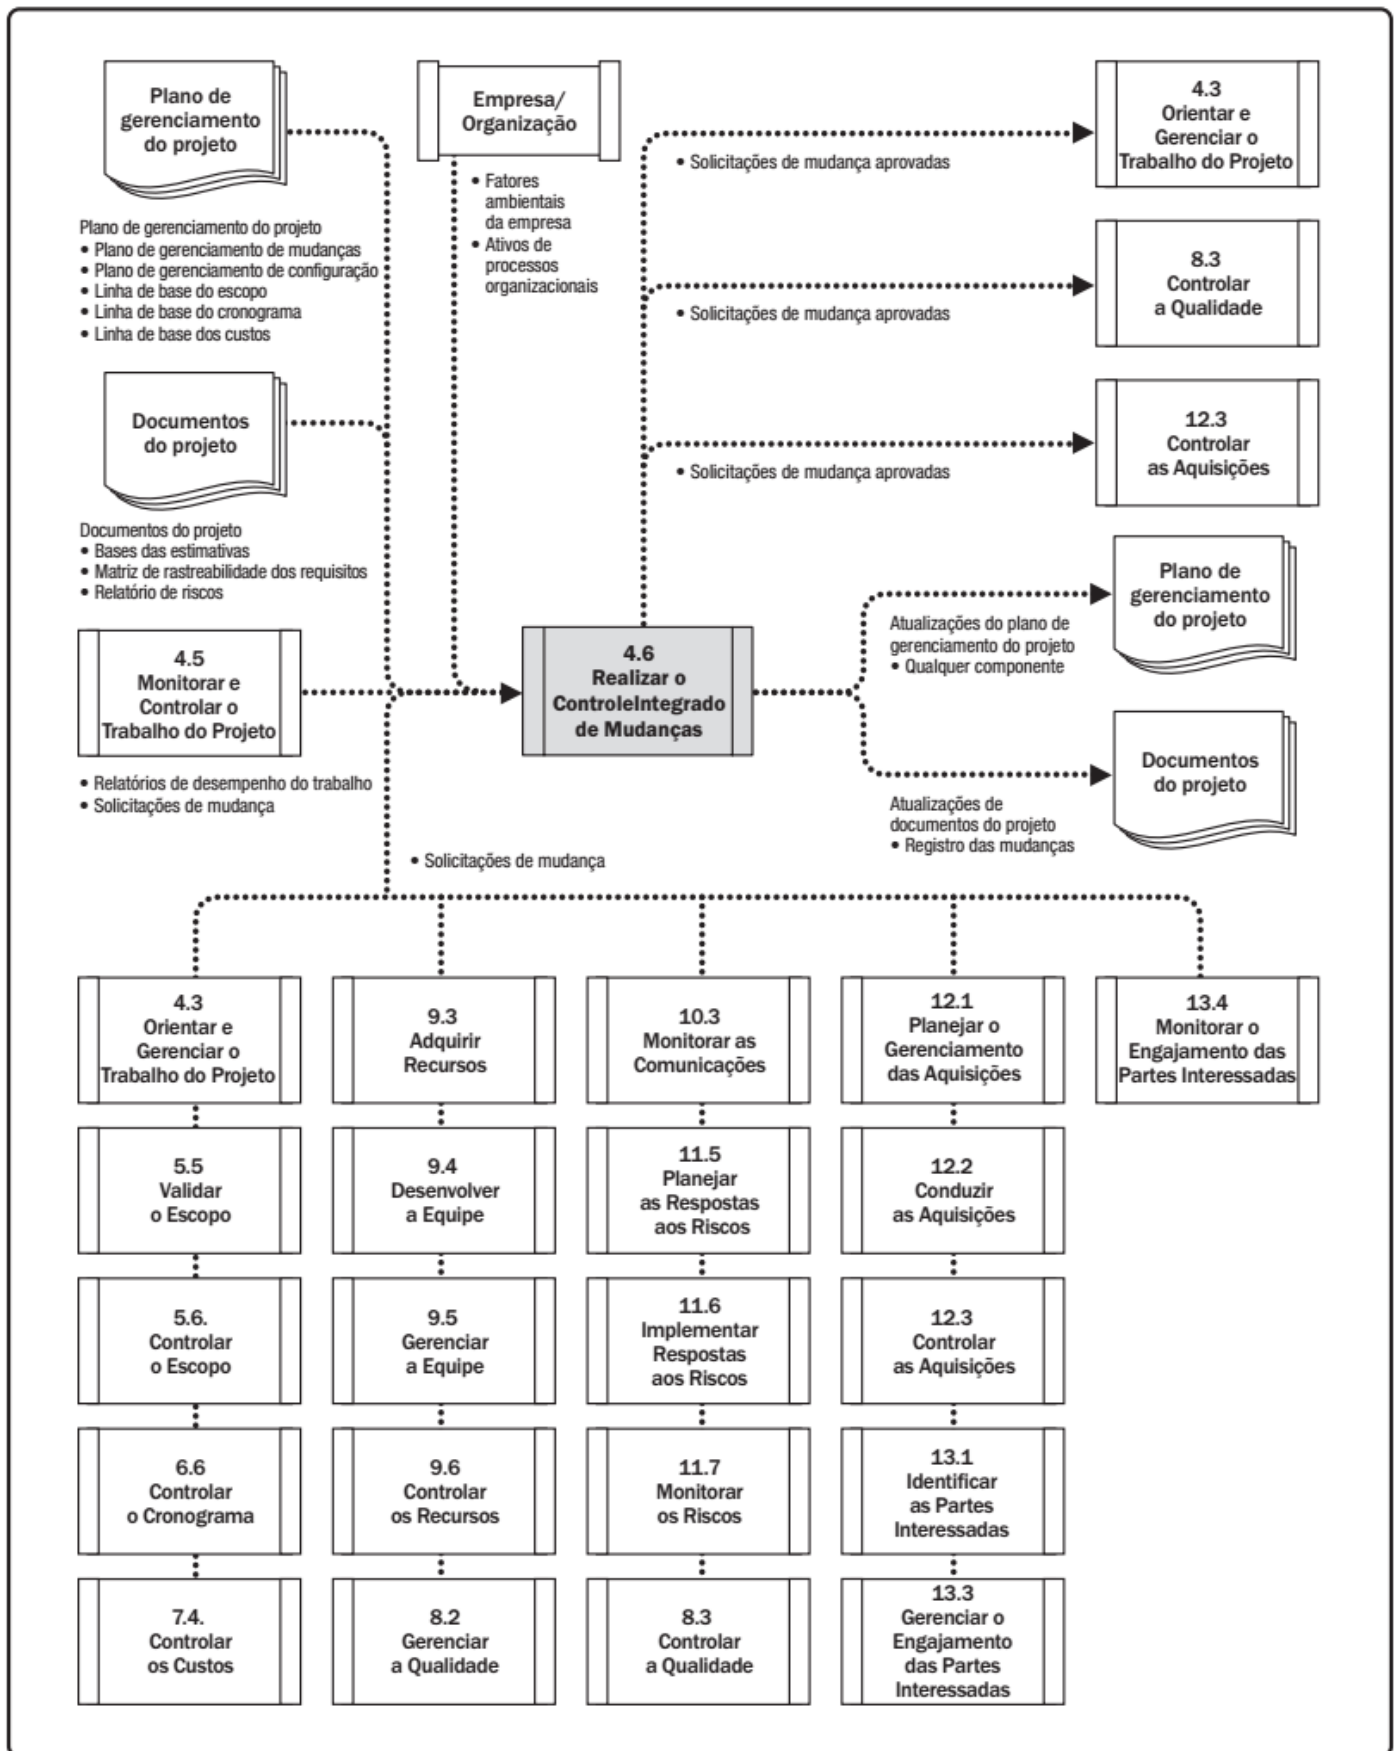 Plano de
gerenciamento
do projeto
Plano de gerenciamento do projeto
• Plano de gerenciamento de mudanças
• Plano de gerenciamento de configuração
• Linha de base do escopo
• Linha de base do cronograma
• Linha de base dos custos
Empresa/
Organização
• Fatores
ambientais
da empresa
• Ativos de
processos
organizacionais
• Solicitações de mudança aprovadas
4.3
Orientar e
Gerenciar o
Trabalho do Projeto
• Solicitações de mudança aprovadas
8.3
Controlar
a Qualidade
• Solicitações de mudança aprovadas
12.3
Controlar
as Aquisições
Documentos
do projeto
Documentos do projeto
• Bases das estimativas
• Matriz de rastreabilidade dos requisitos
• Relatório de riscos
4.5
Monitorar e
Controlar o
Trabalho do Projeto
• Relatórios de desempenho do trabalho
• Solicitações de mudança
4.6
Realizar o
ControleIntegrado
de Mudanças
Atualizações do plano de
gerenciamento do projeto
• Qualquer componente
Plano de
gerenciamento
do projeto
Atualizações de
documentos do projeto
• Registro das mudanças
Documentos
do projeto
• Solicitações de mudança
4.3
Orientar e
Gerenciar o
Trabalho do Projeto
9.3
Adquirir
Recursos
10.3
Monitorar as
Comunicações
12.1
Planejar o
Gerenciamento
das Aquisições
13.4
Monitorar o
Engajamento das
Partes Interessadas
5.5
Validar
o Escopo
9.4
Desenvolver
a Equipe
11.5
Planejar
as Respostas
aos Riscos
12.2
Conduzir
as Aquisições
5.6.
Controlar
o Escopo
9.5
Gerenciar
a Equipe
11.6
Implementar
Respostas
aos Riscos
12.3
Controlar
as Aquisições
6.6
Controlar
o Cronograma
9.6
Controlar
os Recursos
11.7
Monitorar
os Riscos
13.1
Identificar
as Partes
Interessadas
7.4.
Controlar
os Custos
8.2
Gerenciar
a Qualidade
8.3
Controlar
a Qualidade
13.3
Gerenciar o
Engajamento
das Partes
Interessadas